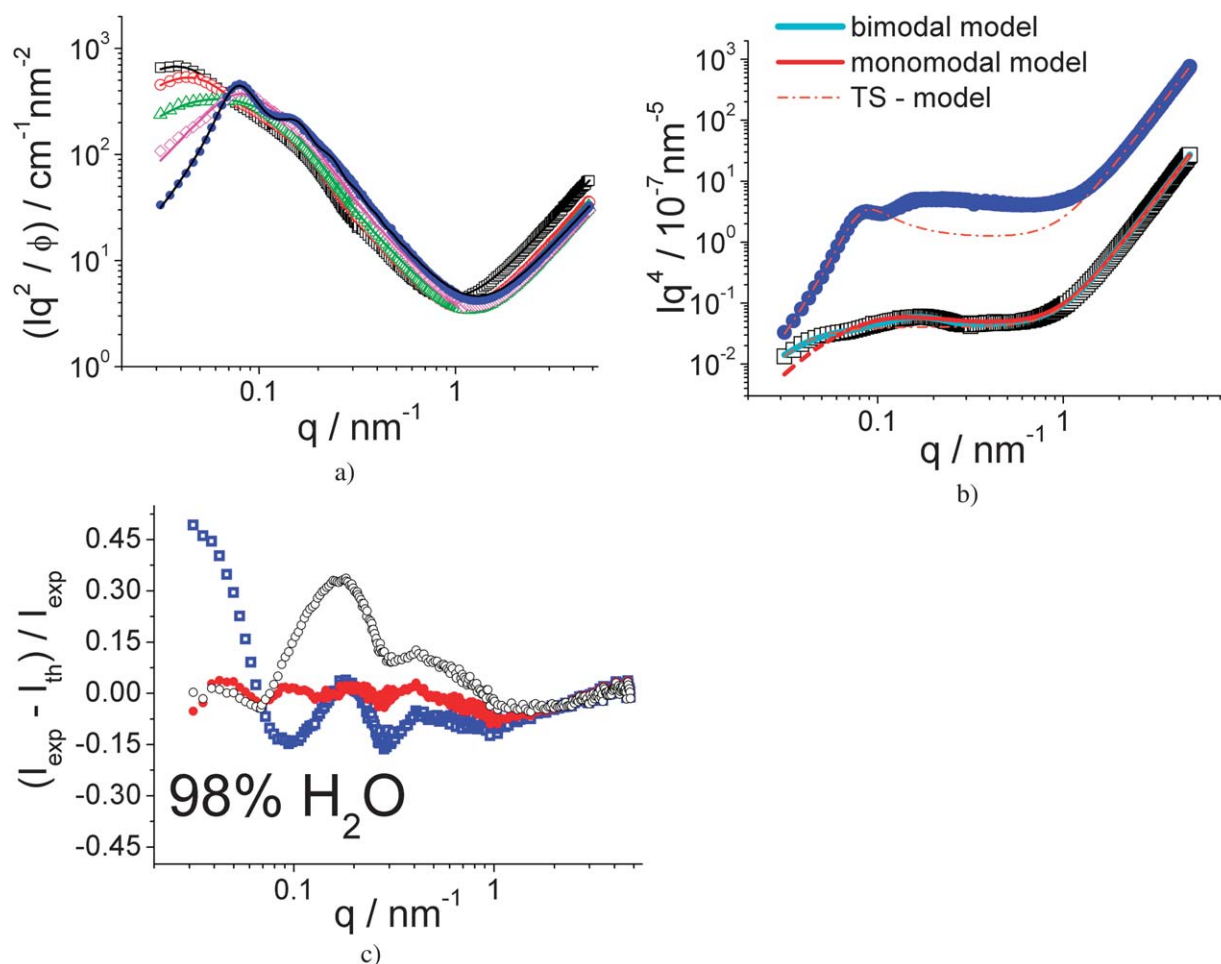 (Iq² / ϕ) / cm⁻¹nm⁻²
10³
10²
10¹
10⁰
0.1
1
q / nm⁻¹
a)
bimodal model
monomodal model
TS - model
Iq⁴ / 10⁻⁷nm⁻⁵
10³
10²
10¹
10⁰
10⁻¹
10⁻²
0.1
1
q / nm⁻¹
b)
(I_exp - I_th) / I_exp
0.45
0.30
0.15
0.00
-0.15
-0.30
-0.45
98% H₂O
0.1
1
q / nm⁻¹
c)